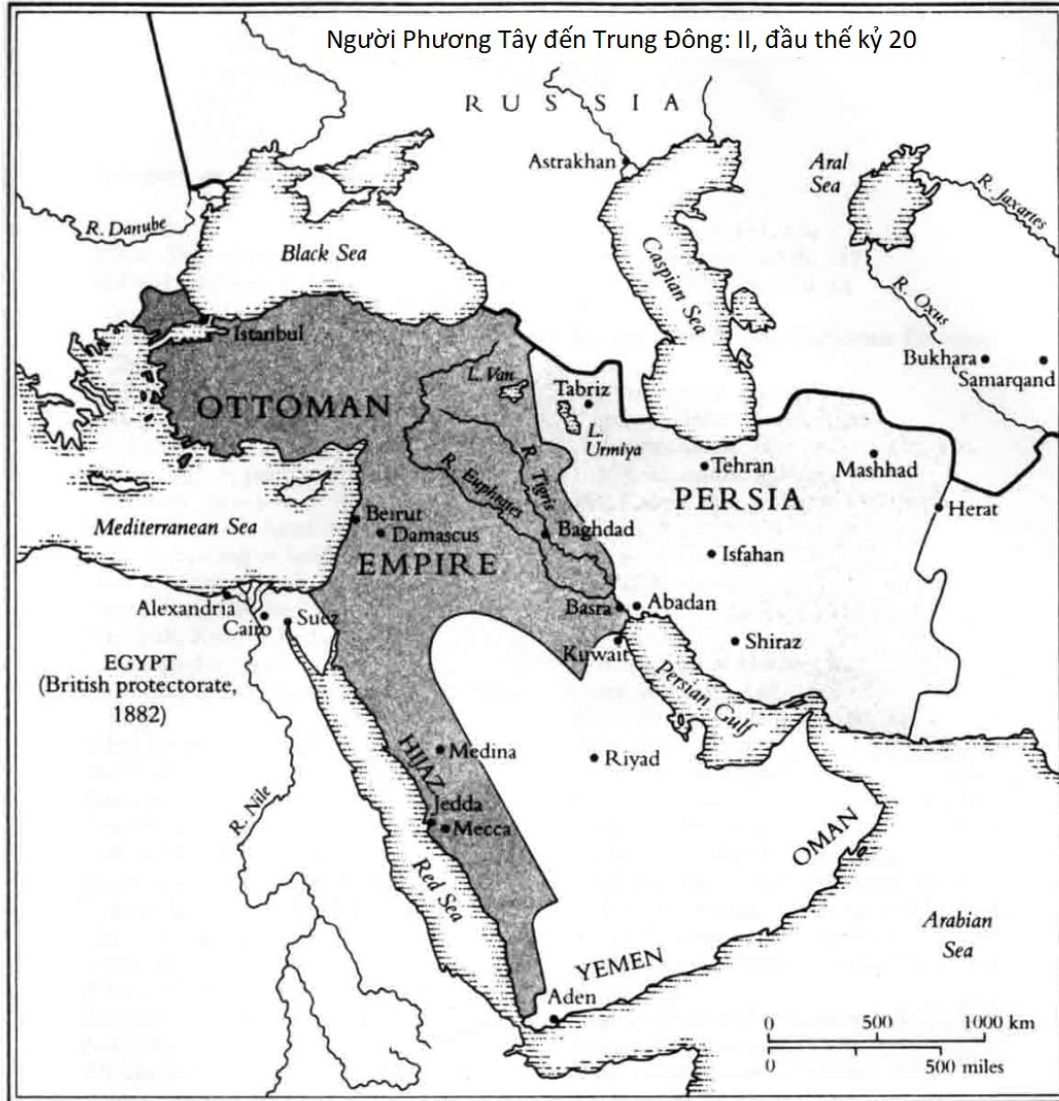 Người Phương Tây đến Trung Đông: II, đầu thế kỷ 20
RUSSIA
Astrakhan
Aral
Sea
R. Jaxartes
R. Danube
Black Sea
Caspian Sea
R. Oxus
Istanbul
Bukhara
Samarqand
L. Van
Tabriz
OTTOMAN
L.
Urmiya
R. Tigris
Tehran
Mashhad
R. Euphrates
PERSIA
Herat
Mediterranean Sea
Beirut
Damascus
Baghdad
EMPIRE
Isfahan
Alexandria
Cairo
Suez
Basra
Abadan
Kuwait
Shiraz
EGYPT
(British protectorate,
1882)
Persian Gulf
HIJAZ
Medina
Riyad
R. Nile
Jedda
Mecca
OMAN
Red Sea
Arabian
Sea
YEMEN
Aden
0 500 1000 km
0 500 miles